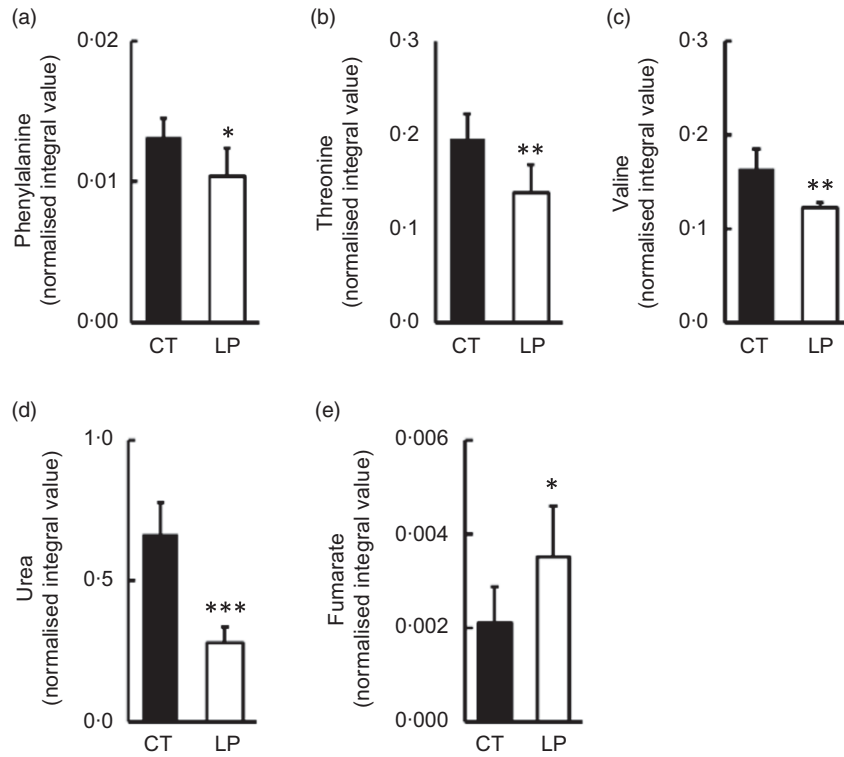 (a)
Phenylalanine
(normalised integral value)
0·02
0·01
0·00
*
CT LP
(b)
Threonine
(normalised integral value)
0·3
0·2
0·1
0·0
**
CT LP
(c)
Valine
(normalised integral value)
0·3
0·2
0·1
0·0
**
CT LP
(d)
Urea
(normalised integral value)
1·0
0·5
0·0
***
CT LP
(e)
Fumarate
(normalised integral value)
0·006
0·004
0·002
0·000
*
CT LP